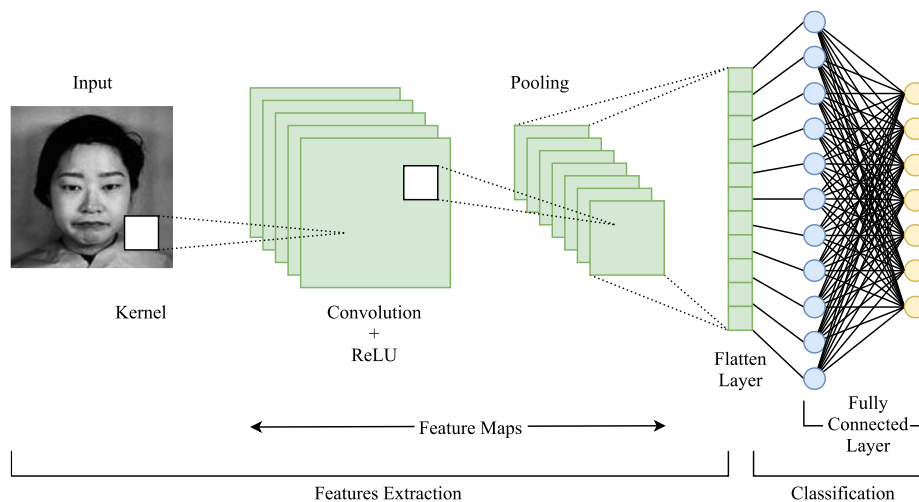 Input
Pooling
Kernel
Convolution
+
ReLU
Flatten
Layer
Feature Maps
Fully
Connected
Layer
Features Extraction
Classification